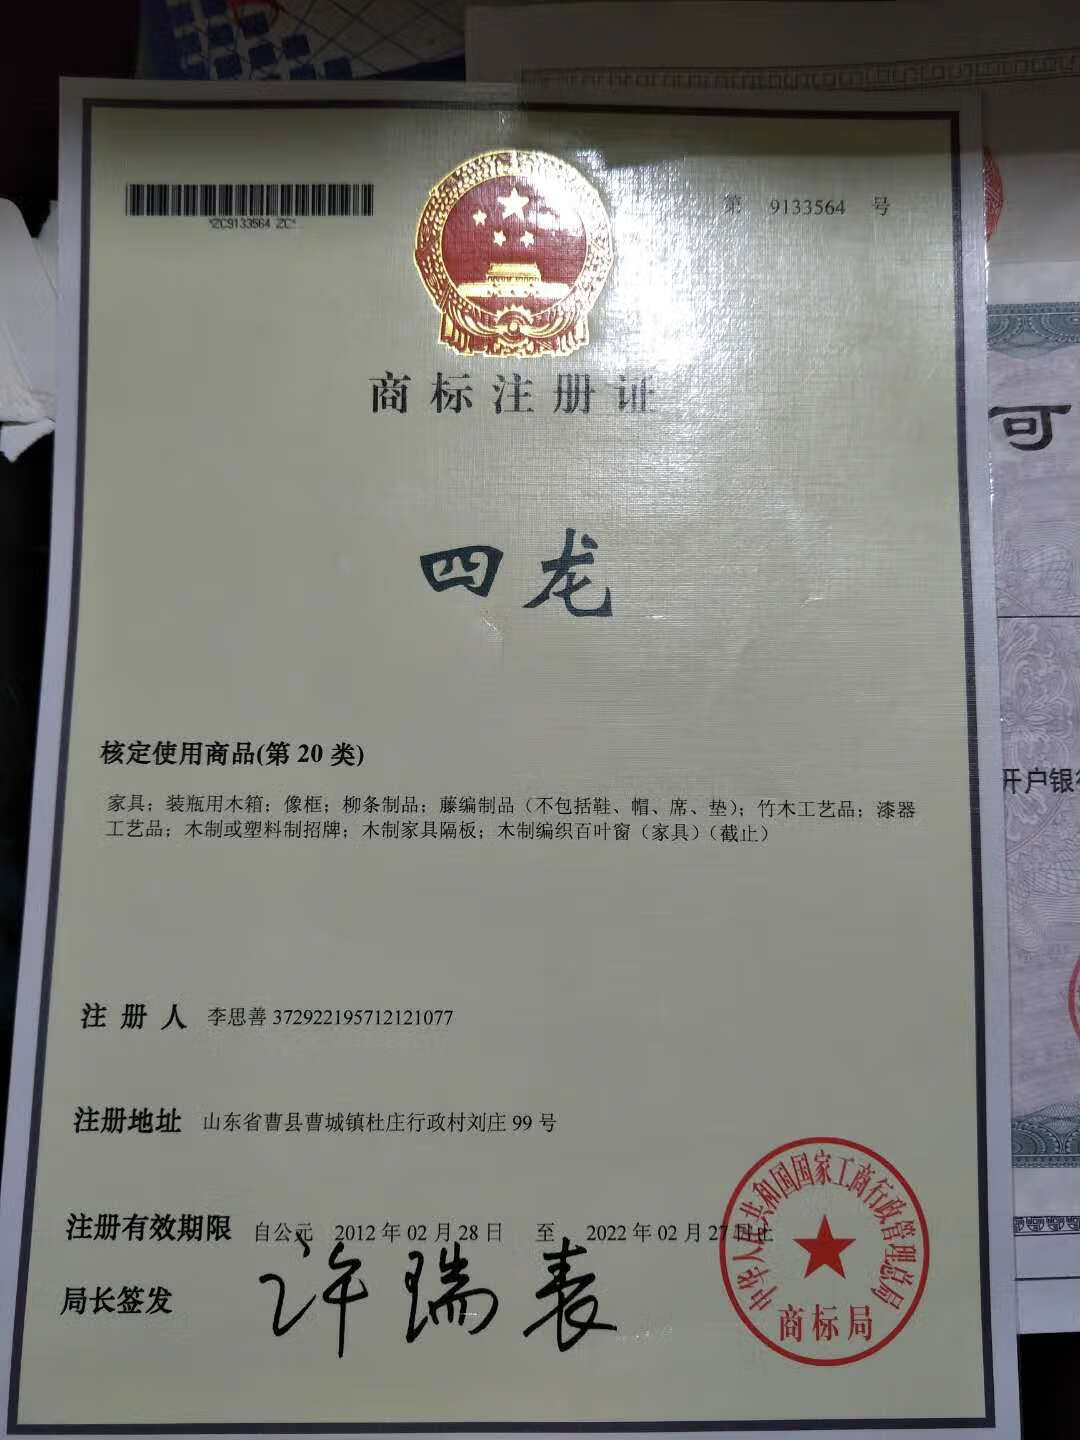 *ZC9133564 ZC*
第 9133564 号
商标注册证
四龙
核定使用商品(第 20 类)
家具；装瓶用木箱；像框；柳条制品；藤编制品（不包括鞋、帽、席、垫）；竹木工艺品；漆器
工艺品；木制或塑料制招牌；木制家具隔板；木制编织百叶窗（家具）（截止）
注 册 人 李思善 372922195712121077
注册地址 山东省曹县曹城镇杜庄行政村刘庄 99 号
注册有效期限 自公元 2012 年 02 月 28 日 至 2022 年 02 月 27 日止
局长签发 许瑞表
中华人民共和国国家工商行政管理总局
商标局
可
开户银